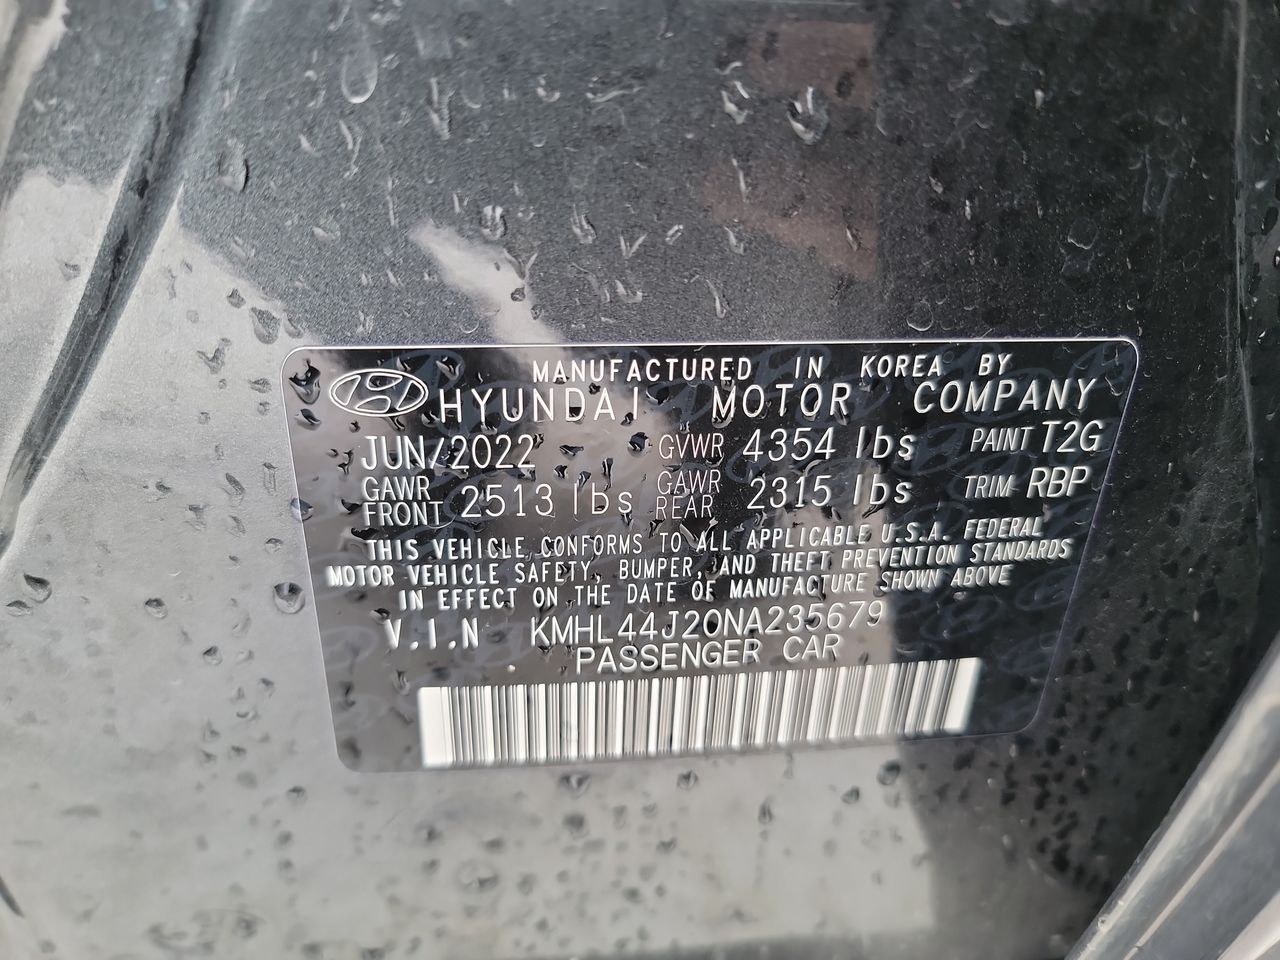 MANUFACTURED IN KOREA BY
HYUNDAI MOTOR COMPANY
JUN/2022 GVWR 4354 lbs PAINT T2G
GAWR FRONT 2513 lbs GAWR REAR 2315 lbs TRIM RBP
THIS VEHICLE CONFORMS TO ALL APPLICABLE U.S.A. FEDERAL
MOTOR VEHICLE SAFETY, BUMPER, AND THEFT PREVENTION STANDARDS
IN EFFECT ON THE DATE OF MANUFACTURE SHOWN ABOVE
V.I.N KMHL44J20NA235679
PASSENGER CAR